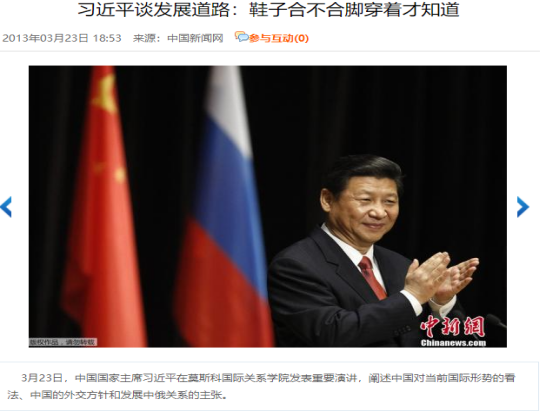 习近平谈发展道路：鞋子合不合脚穿着才知道
2013年03月23日 18:53 来源：中国新闻网 参与互动(0)
版权作品，请勿转载
中新網
Chinanews.com
3月23日，中国国家主席习近平在莫斯科国际关系学院发表重要演讲，阐述中国对当前国际形势的看
法、中国的外交方针和发展中俄关系的主张。